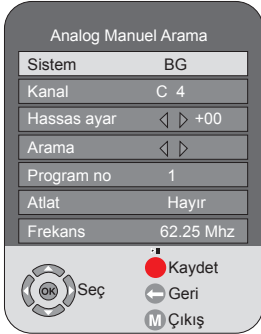 Analog Manuel Arama
Sistem BG
Kanal C 4
Hassas ayar +00
Arama
Program no 1
Atlat Hayır
Frekans 62.25 Mhz
Kaydet
OK Seç
Geri
M Çıkış